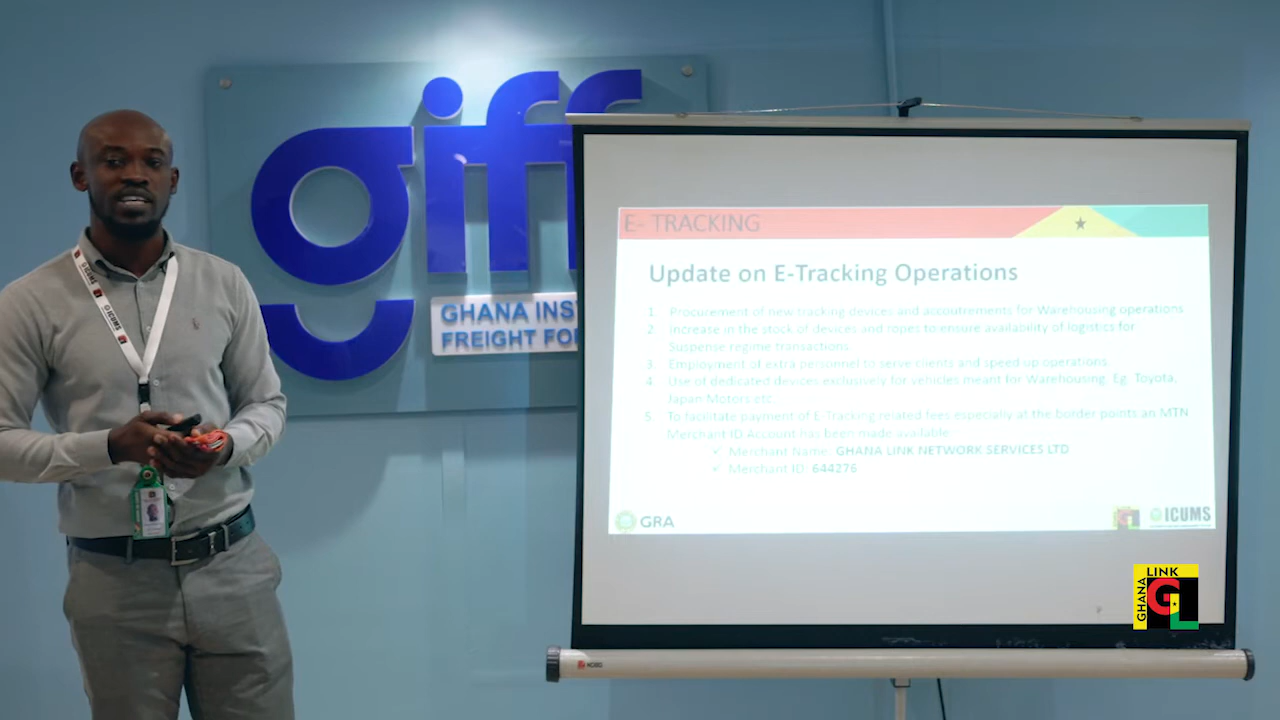 giff
GHANA INS
FREIGHT FO
E- TRACKING
Update on E-Tracking Operations
1. Procurement of new tracking devices and accoutrements for Warehousing operations
2. Increase in the stock of devices and ropes to ensure availability of logistics for
Suspense regime transactions.
3. Employment of extra personnel to serve clients and speed up operations.
4. Use of dedicated devices exclusively for vehicles meant for Warehousing. Eg. Toyota,
Japan Motors etc.
5. To facilitate payment of E-Tracking related fees especially at the border points an MTN
Merchant ID Account has been made available:
✓ Merchant Name: GHANA LINK NETWORK SERVICES LTD
✓ Merchant ID: 644276
GRA
ICUMS
GHANA LINK
GL
ICUMS